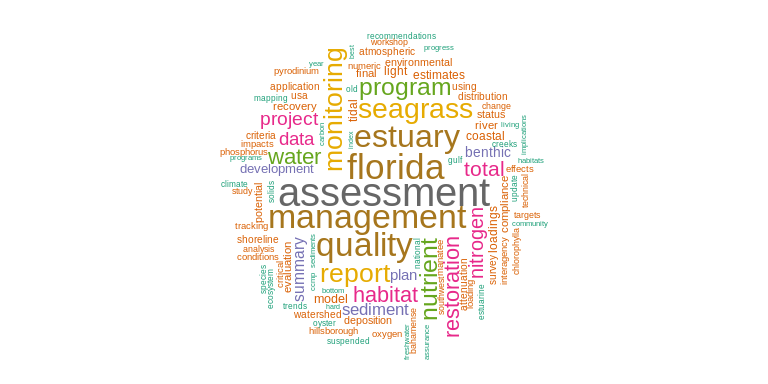 recommendations
workshop
progress
atmospheric
best
year
numeric
environmental
pyrodinium
final
light
estimates
monitoring
application
old
program
using
mapping
usa
distribution
recovery
tidal
seagrass
change
project
status
carbon
river
living
criteria
data
index
estuary
coastal
implications
impacts
creeks
phosphorus
water
benthic
programs
gulf
habitats
development
florida
total
effects
climate
assessment
study
solids
update
technical
potential
management
compliance
targets
tracking
nitrogen
loadings
community
shoreline
quality
survey
interagency
chlorophylla
analysis
summary
sediments
national
nutrient
manatee
restoration
conditions
evaluation
critical
report
plan
attenuation
species
ecosystem
ccmp
southwest
loading
bottom
habitat
estuarine
model
trends
hard
sediment
watershed
bahamense
oyster
deposition
hillsborough
oxygen
freshwater
assurance
suspended